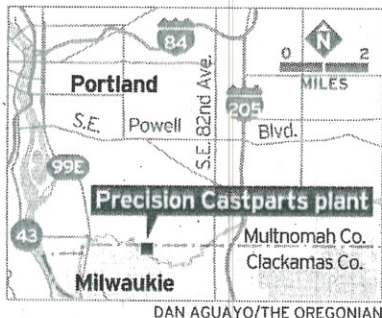 84
N
0 2
MILES
Portland
S.E. 82nd Ave.
205
S.E. Powell Blvd.
99E
Precision Castparts plant
43
Multnomah Co.
Clackamas Co.
Milwaukie
DAN AGUAYO/THE OREGONIAN